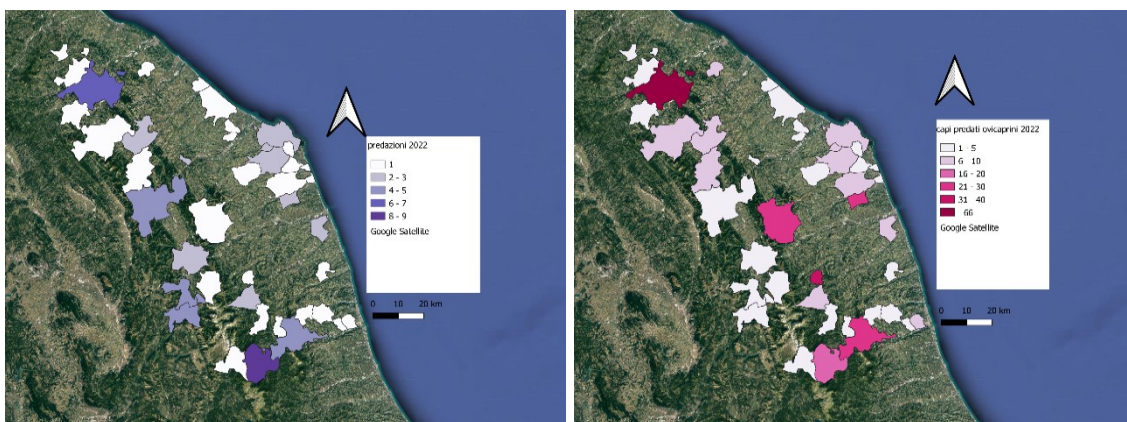 predazioni 2022
1
2 - 3
4 - 5
6 - 7
8 - 9
Google Satellite
0 10 20 km
capi predati ovicaprini 2022
1 - 5
6 10
16 - 20
21 - 30
31 40
66
Google Satellite
0 10 20 km